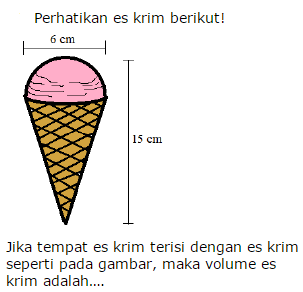 Perhatikan es krim berikut!
6 cm
15 cm
Jika tempat es krim terisi dengan es krim
seperti pada gambar, maka volume es
krim adalah....